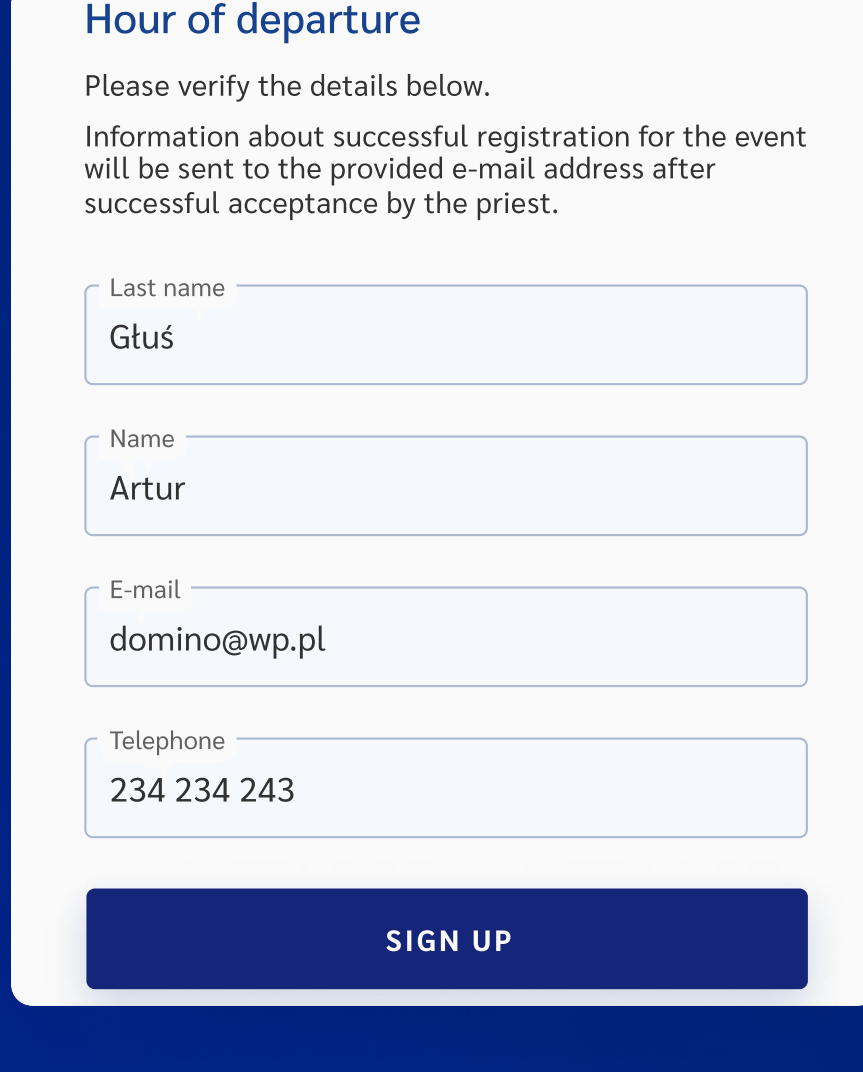 Hour of departure
Please verify the details below.
Information about successful registration for the event
will be sent to the provided e-mail address after
successful acceptance by the priest.
Last name
Głuś
Name
Artur
E-mail
domino@wp.pl
Telephone
234 234 243
SIGN UP